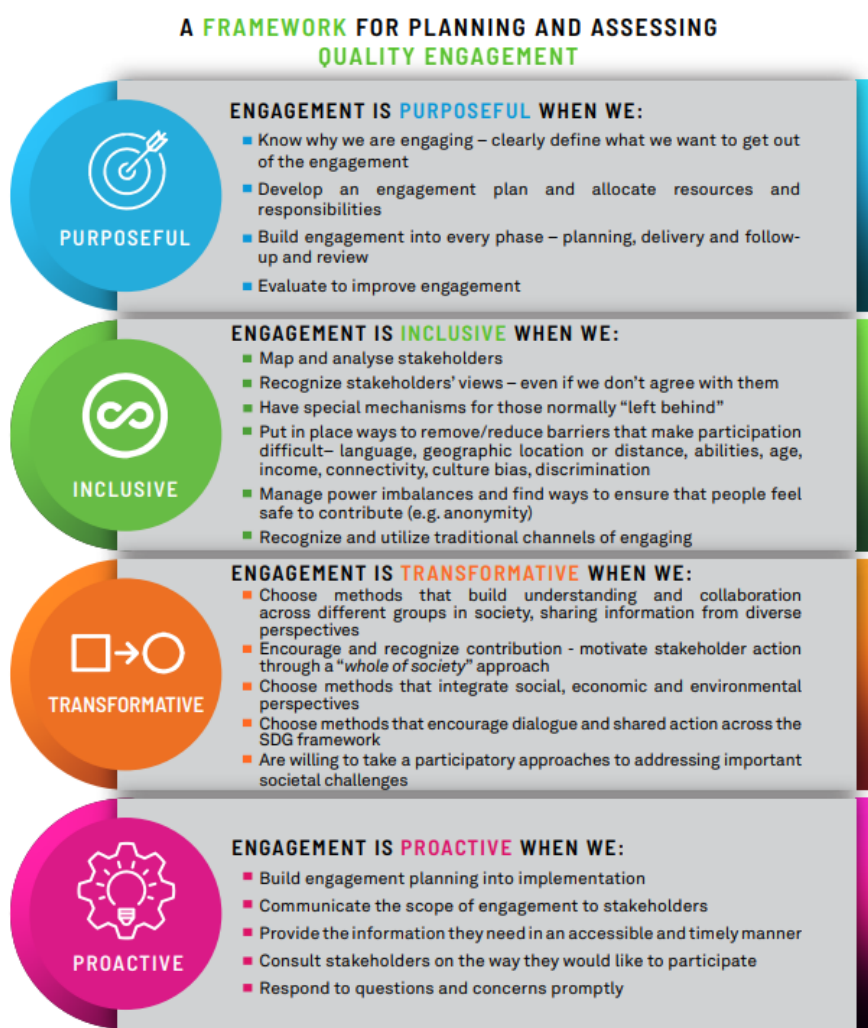 A FRAMEWORK FOR PLANNING AND ASSESSING
QUALITY ENGAGEMENT
PURPOSEFUL
ENGAGEMENT IS PURPOSEFUL WHEN WE:
Know why we are engaging – clearly define what we want to get out
of the engagement
Develop an engagement plan and allocate resources and
responsibilities
Build engagement into every phase – planning, delivery and follow-
up and review
Evaluate to improve engagement
INCLUSIVE
ENGAGEMENT IS INCLUSIVE WHEN WE:
Map and analyse stakeholders
Recognize stakeholders’ views – even if we don’t agree with them
Have special mechanisms for those normally “left behind”
Put in place ways to remove/reduce barriers that make participation
difficult– language, geographic location or distance, abilities, age,
income, connectivity, culture bias, discrimination
Manage power imbalances and find ways to ensure that people feel
safe to contribute (e.g. anonymity)
Recognize and utilize traditional channels of engaging
TRANSFORMATIVE
ENGAGEMENT IS TRANSFORMATIVE WHEN WE:
Choose methods that build understanding and collaboration
across different groups in society, sharing information from diverse
perspectives
Encourage and recognize contribution - motivate stakeholder action
through a “whole of society” approach
Choose methods that integrate social, economic and environmental
perspectives
Choose methods that encourage dialogue and shared action across the
SDG framework
Are willing to take a participatory approaches to addressing important
societal challenges
PROACTIVE
ENGAGEMENT IS PROACTIVE WHEN WE:
Build engagement planning into implementation
Communicate the scope of engagement to stakeholders
Provide the information they need in an accessible and timely manner
Consult stakeholders on the way they would like to participate
Respond to questions and concerns promptly